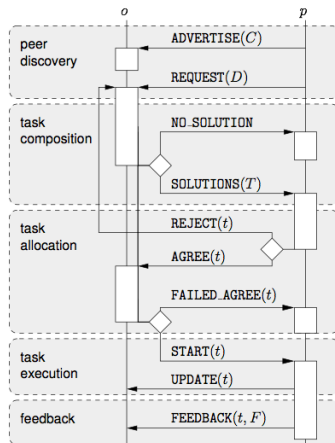 o p
peer
discovery
ADVERTISE(C)
REQUEST(D)
task
composition
NO_SOLUTION
SOLUTIONS(T)
task
allocation
REJECT(t)
AGREE(t)
FAILED_AGREE(t)
task
execution
START(t)
UPDATE(t)
feedback
FEEDBACK(t, F)